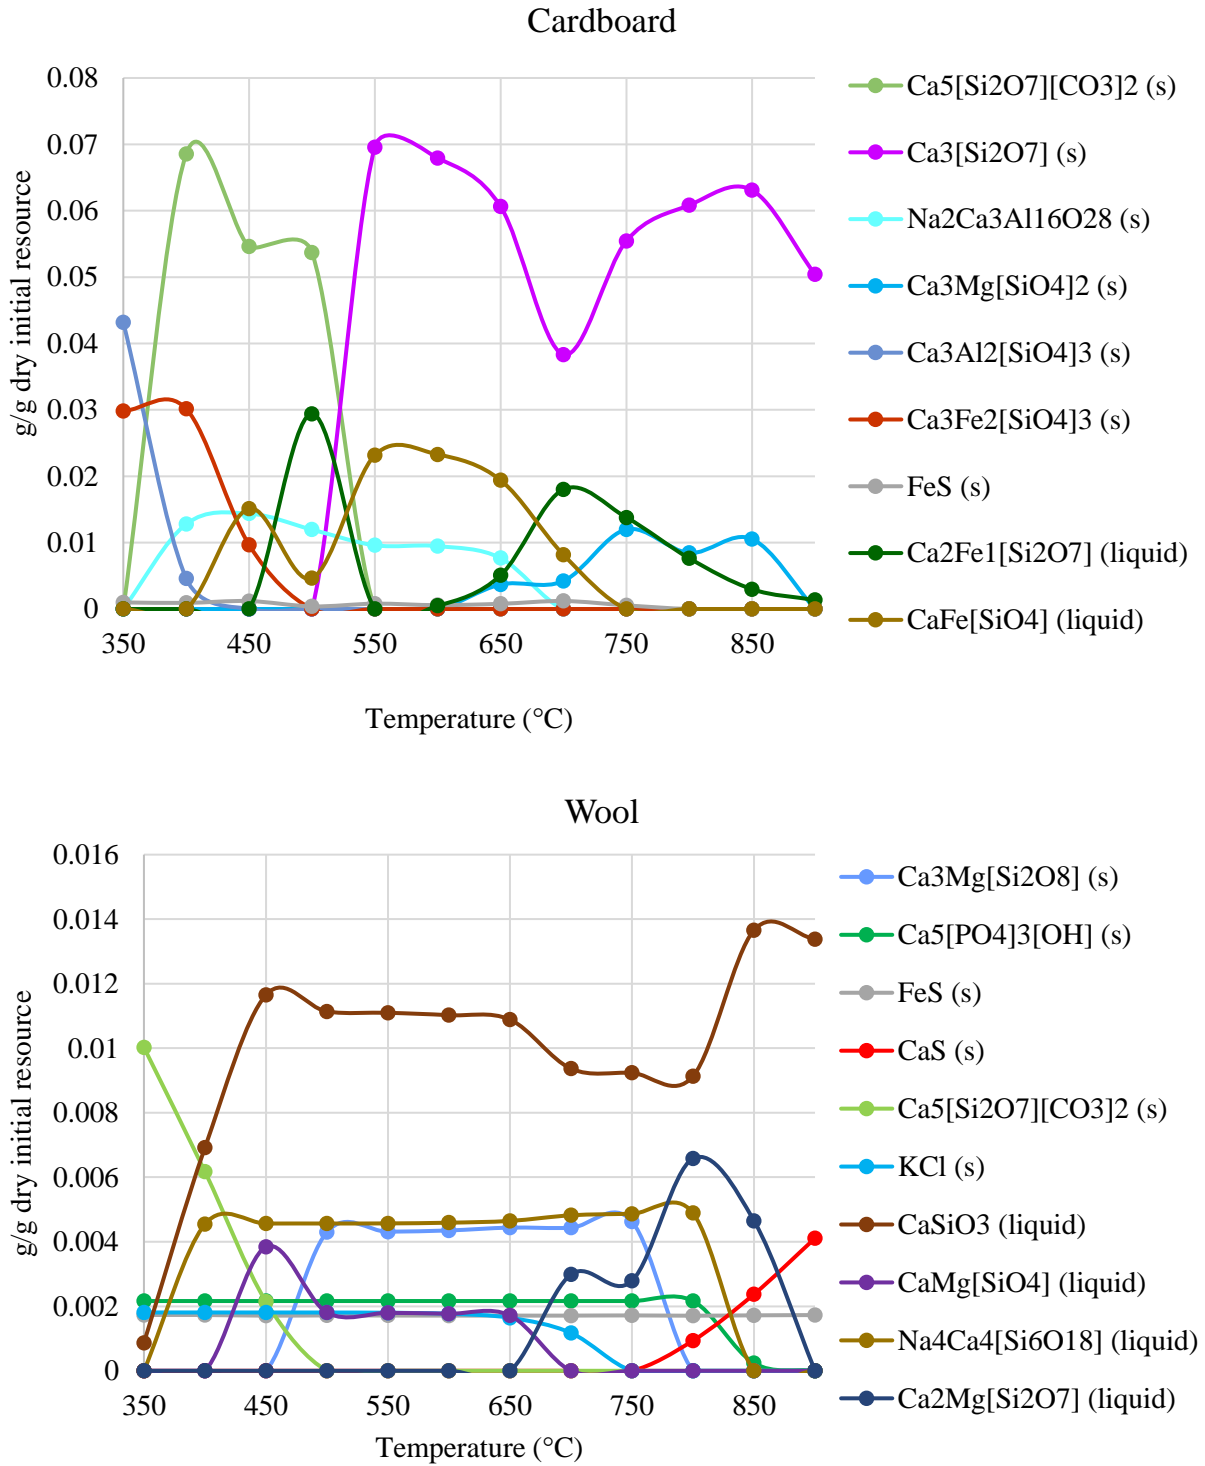 Cardboard
0.08
0.07
0.06
0.05
0.04
0.03
0.02
0.01
0
g/g dry initial resource
350 450 550 650 750 850
Temperature (°C)
Ca5[Si2O7][CO3]2 (s)
Ca3[Si2O7] (s)
Na2Ca3Al16O28 (s)
Ca3Mg[SiO4]2 (s)
Ca3Al2[SiO4]3 (s)
Ca3Fe2[SiO4]3 (s)
FeS (s)
Ca2Fe1[Si2O7] (liquid)
CaFe[SiO4] (liquid)
Wool
0.016
0.014
0.012
0.01
0.008
0.006
0.004
0.002
0
g/g dry initial resource
350 450 550 650 750 850
Temperature (°C)
Ca3Mg[Si2O8] (s)
Ca5[PO4]3[OH] (s)
FeS (s)
CaS (s)
Ca5[Si2O7][CO3]2 (s)
KCl (s)
CaSiO3 (liquid)
CaMg[SiO4] (liquid)
Na4Ca4[Si6O18] (liquid)
Ca2Mg[Si2O7] (liquid)